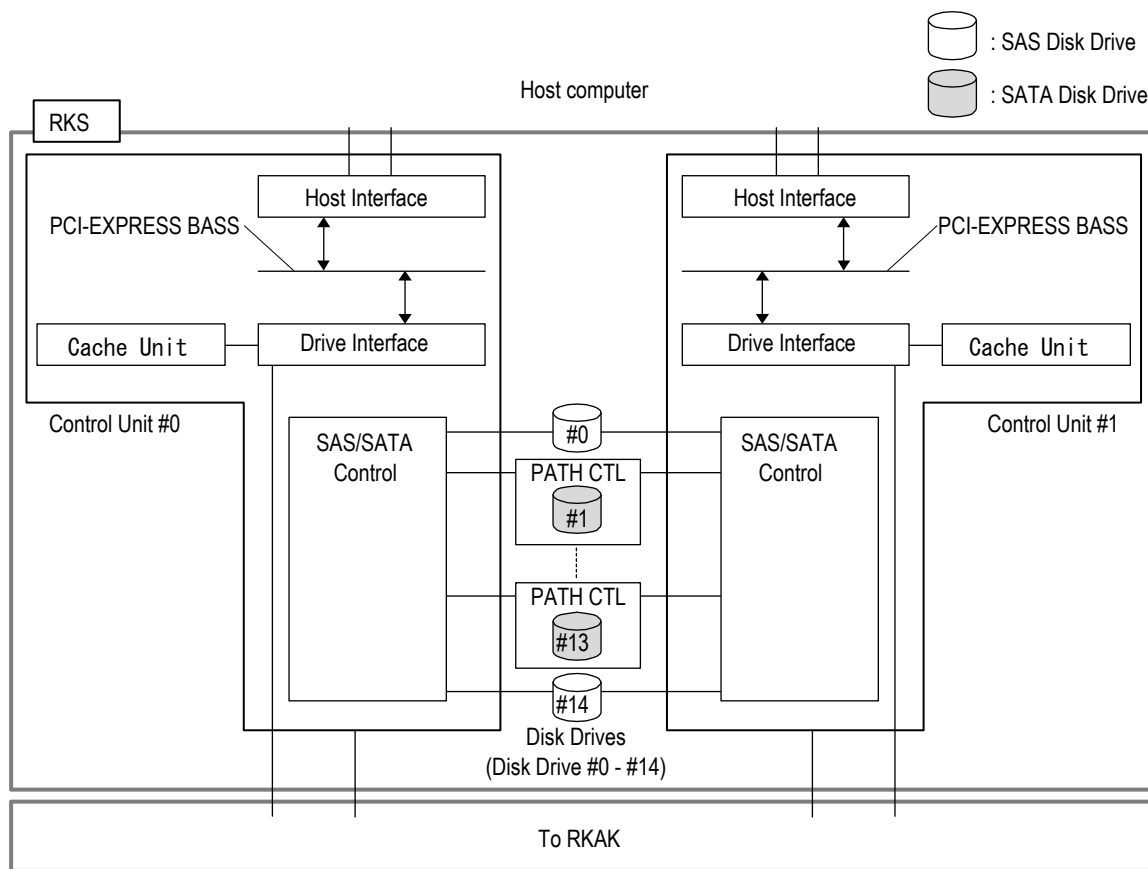 : SAS Disk Drive
: SATA Disk Drive
Host computer
RKS
Host Interface
Host Interface
PCI-EXPRESS BASS
PCI-EXPRESS BASS
Cache Unit
Drive Interface
Drive Interface
Cache Unit
Control Unit #0
Control Unit #1
SAS/SATA
Control
#0
SAS/SATA
Control
PATH CTL
#1
PATH CTL
#13
#14
Disk Drives
(Disk Drive #0 - #14)
To RKAK